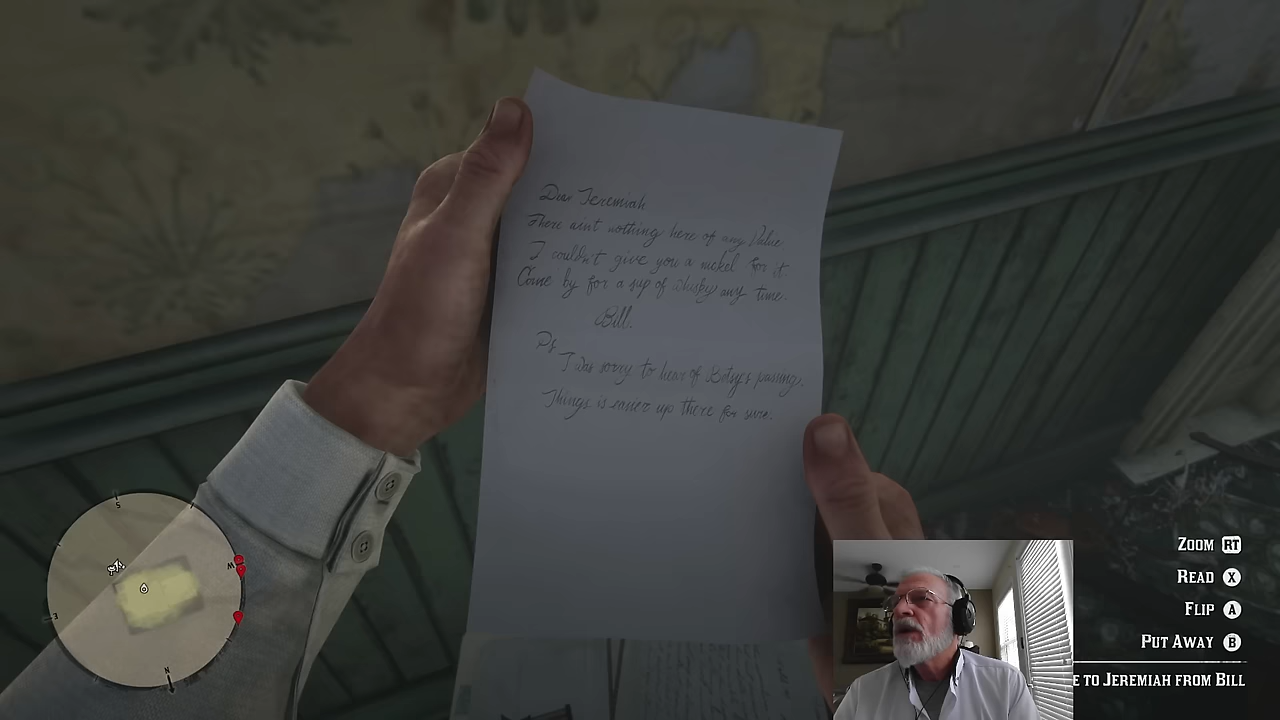 Dear Jeremiah
There aint nothing here of any Value
I couldn't give you a nickel for it.
Come by for a sip of Whisky any time.
Bill.
Ps
I was sorry to hear of Betsy's passing.
Things is easier up there for sure.
S
W
E
N
ZOOM RT
READ X
FLIP A
PUT AWAY B
E TO JEREMIAH FROM BILL